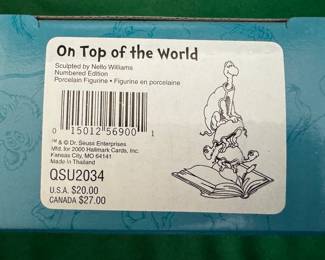 On Top of the World
Sculpted by Nello Williams
Numbered Edition
Porcelain Figurine • Figurine en porcelaine
0 15012 56900 1
™ & © Dr. Seuss Enterprises
Mfd. for 2000 Hallmark Cards, Inc.
Kansas City, MO 64141
Made in Thailand
QSU2034
U.S.A. $20.00
CANADA $27.00